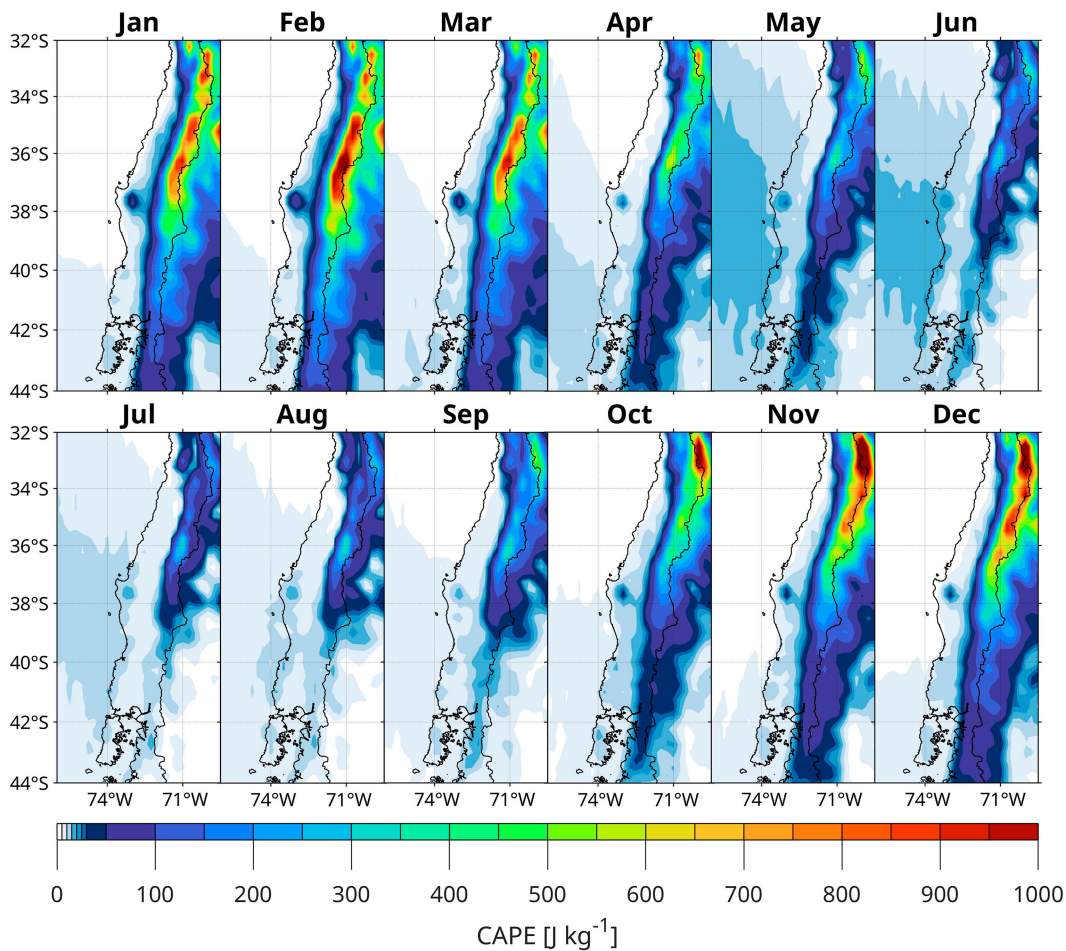 Jan Feb Mar Apr May Jun
32°S
34°S
36°S
38°S
40°S
42°S
44°S
74°W 71°W 74°W 71°W 74°W 71°W 74°W 71°W 74°W 71°W 74°W 71°W
Jul Aug Sep Oct Nov Dec
32°S
34°S
36°S
38°S
40°S
42°S
44°S
74°W 71°W 74°W 71°W 74°W 71°W 74°W 71°W 74°W 71°W 74°W 71°W
0 100 200 300 400 500 600 700 800 900 1000
CAPE [J kg⁻¹]